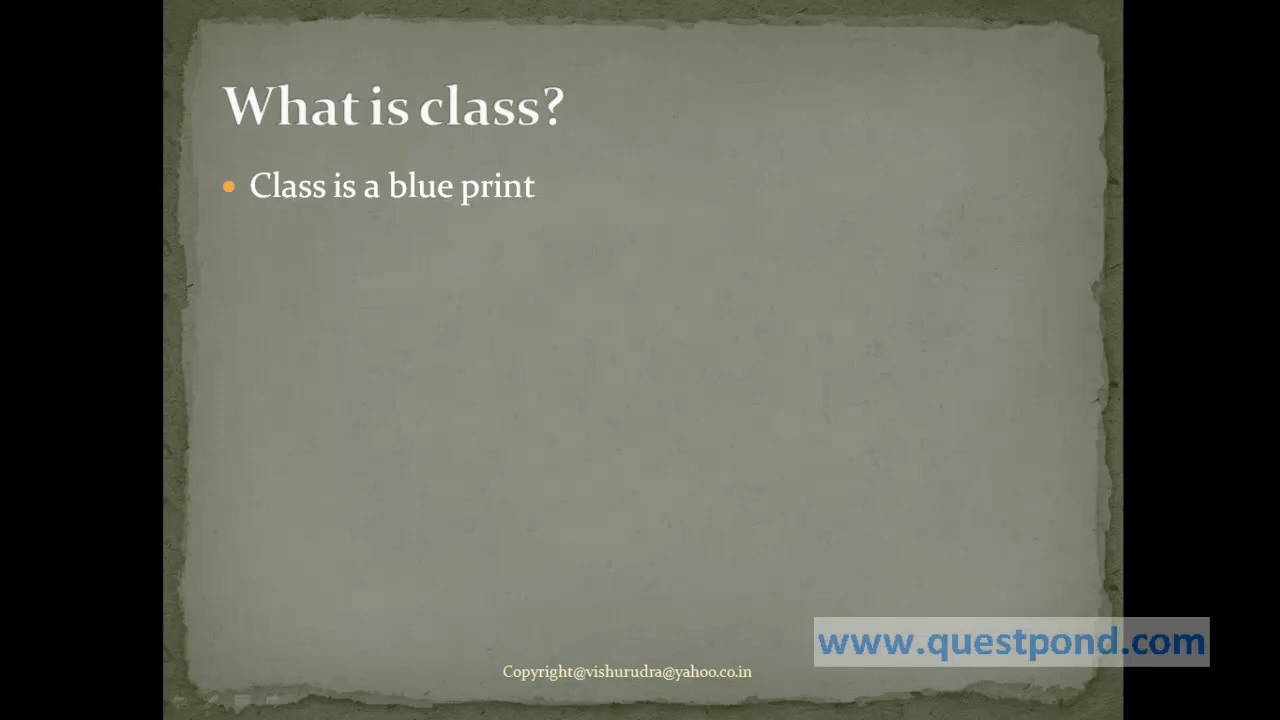 What is class?
Class is a blue print
www.questpond.com
Copyright@vishurudra@yahoo.co.in